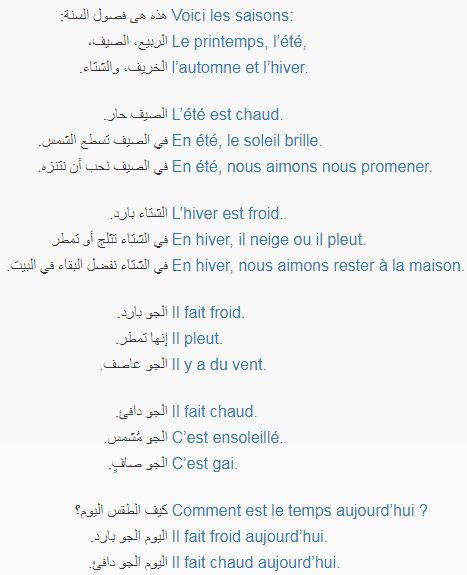 هذه هى فصول السنة: Voici les saisons:
الربيع، الصيف، Le printemps, l’été,
الخريف، والشتاء. l’automne et l’hiver.
الصيف حار. L’été est chaud.
في الصيف تسطع الشمس. En été, le soleil brille.
في الصيف نحب أن نتنزه. En été, nous aimons nous promener.
الشتاء بارد. L’hiver est froid.
في الشتاء تثلج أو تمطر En hiver, il neige ou il pleut.
في الشتاء نفضل البقاء في البيت. En hiver, nous aimons rester à la maison.
الجو بارد. Il fait froid.
إنها تمطر. Il pleut.
الجو عاصف. Il y a du vent.
الجو دافئ. Il fait chaud.
الجو مُشمس. C’est ensoleillé.
الجو صافٍ. C’est gai.
كيف الطقس اليوم؟ Comment est le temps aujourd’hui ?
اليوم الجو بارد. Il fait froid aujourd’hui.
اليوم الجو دافئ. Il fait chaud aujourd’hui.